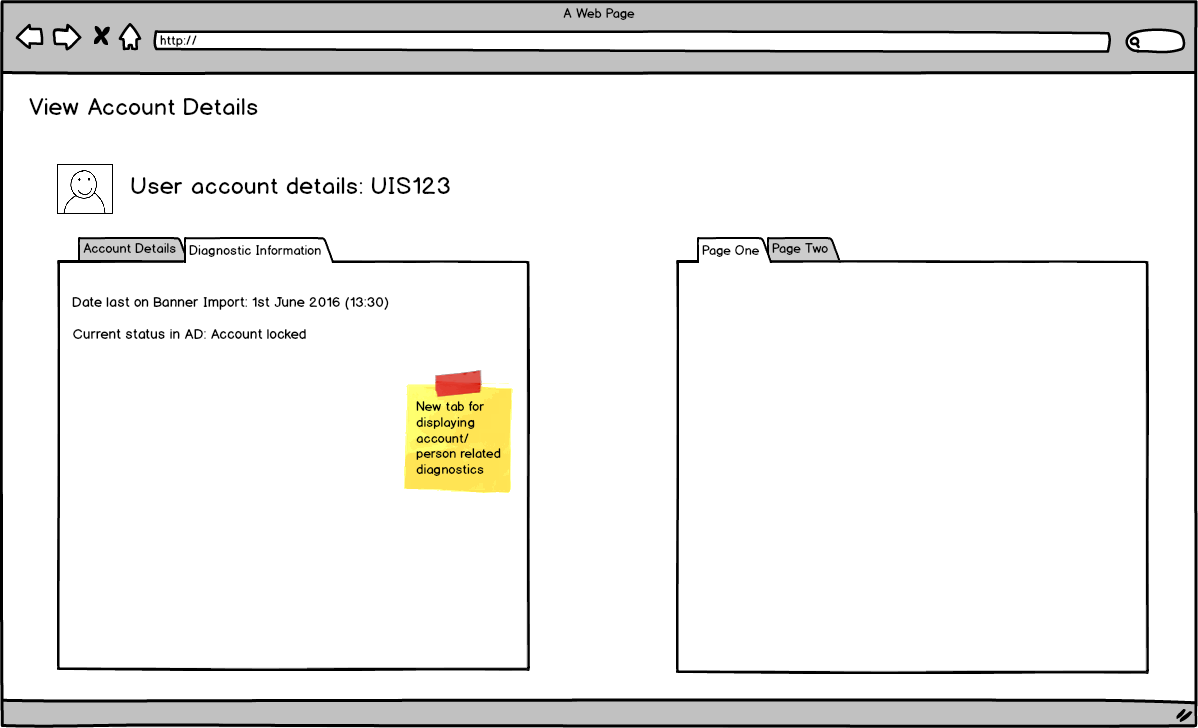 A Web Page
http://
View Account Details
User account details: UIS123
Account Details
Diagnostic Information
Date last on Banner Import: 1st June 2016 (13:30)
Current status in AD: Account locked
New tab for
displaying
account/
person related
diagnostics
Page One
Page Two